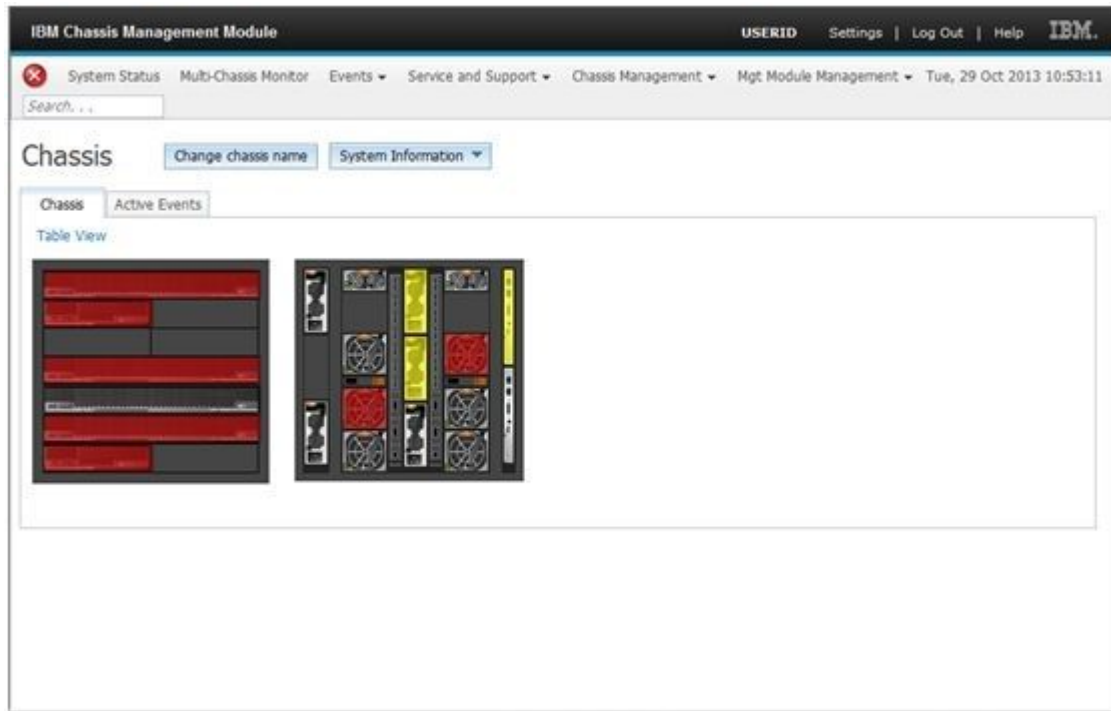 IBM Chassis Management Module USERID Settings | Log Out | Help IBM.
System Status Multi-Chassis Monitor Events Service and Support Chassis Management Mgt Module Management Tue, 29 Oct 2013 10:53:11
Search. . .
Chassis Change chassis name System Information
Chassis Active Events
Table View